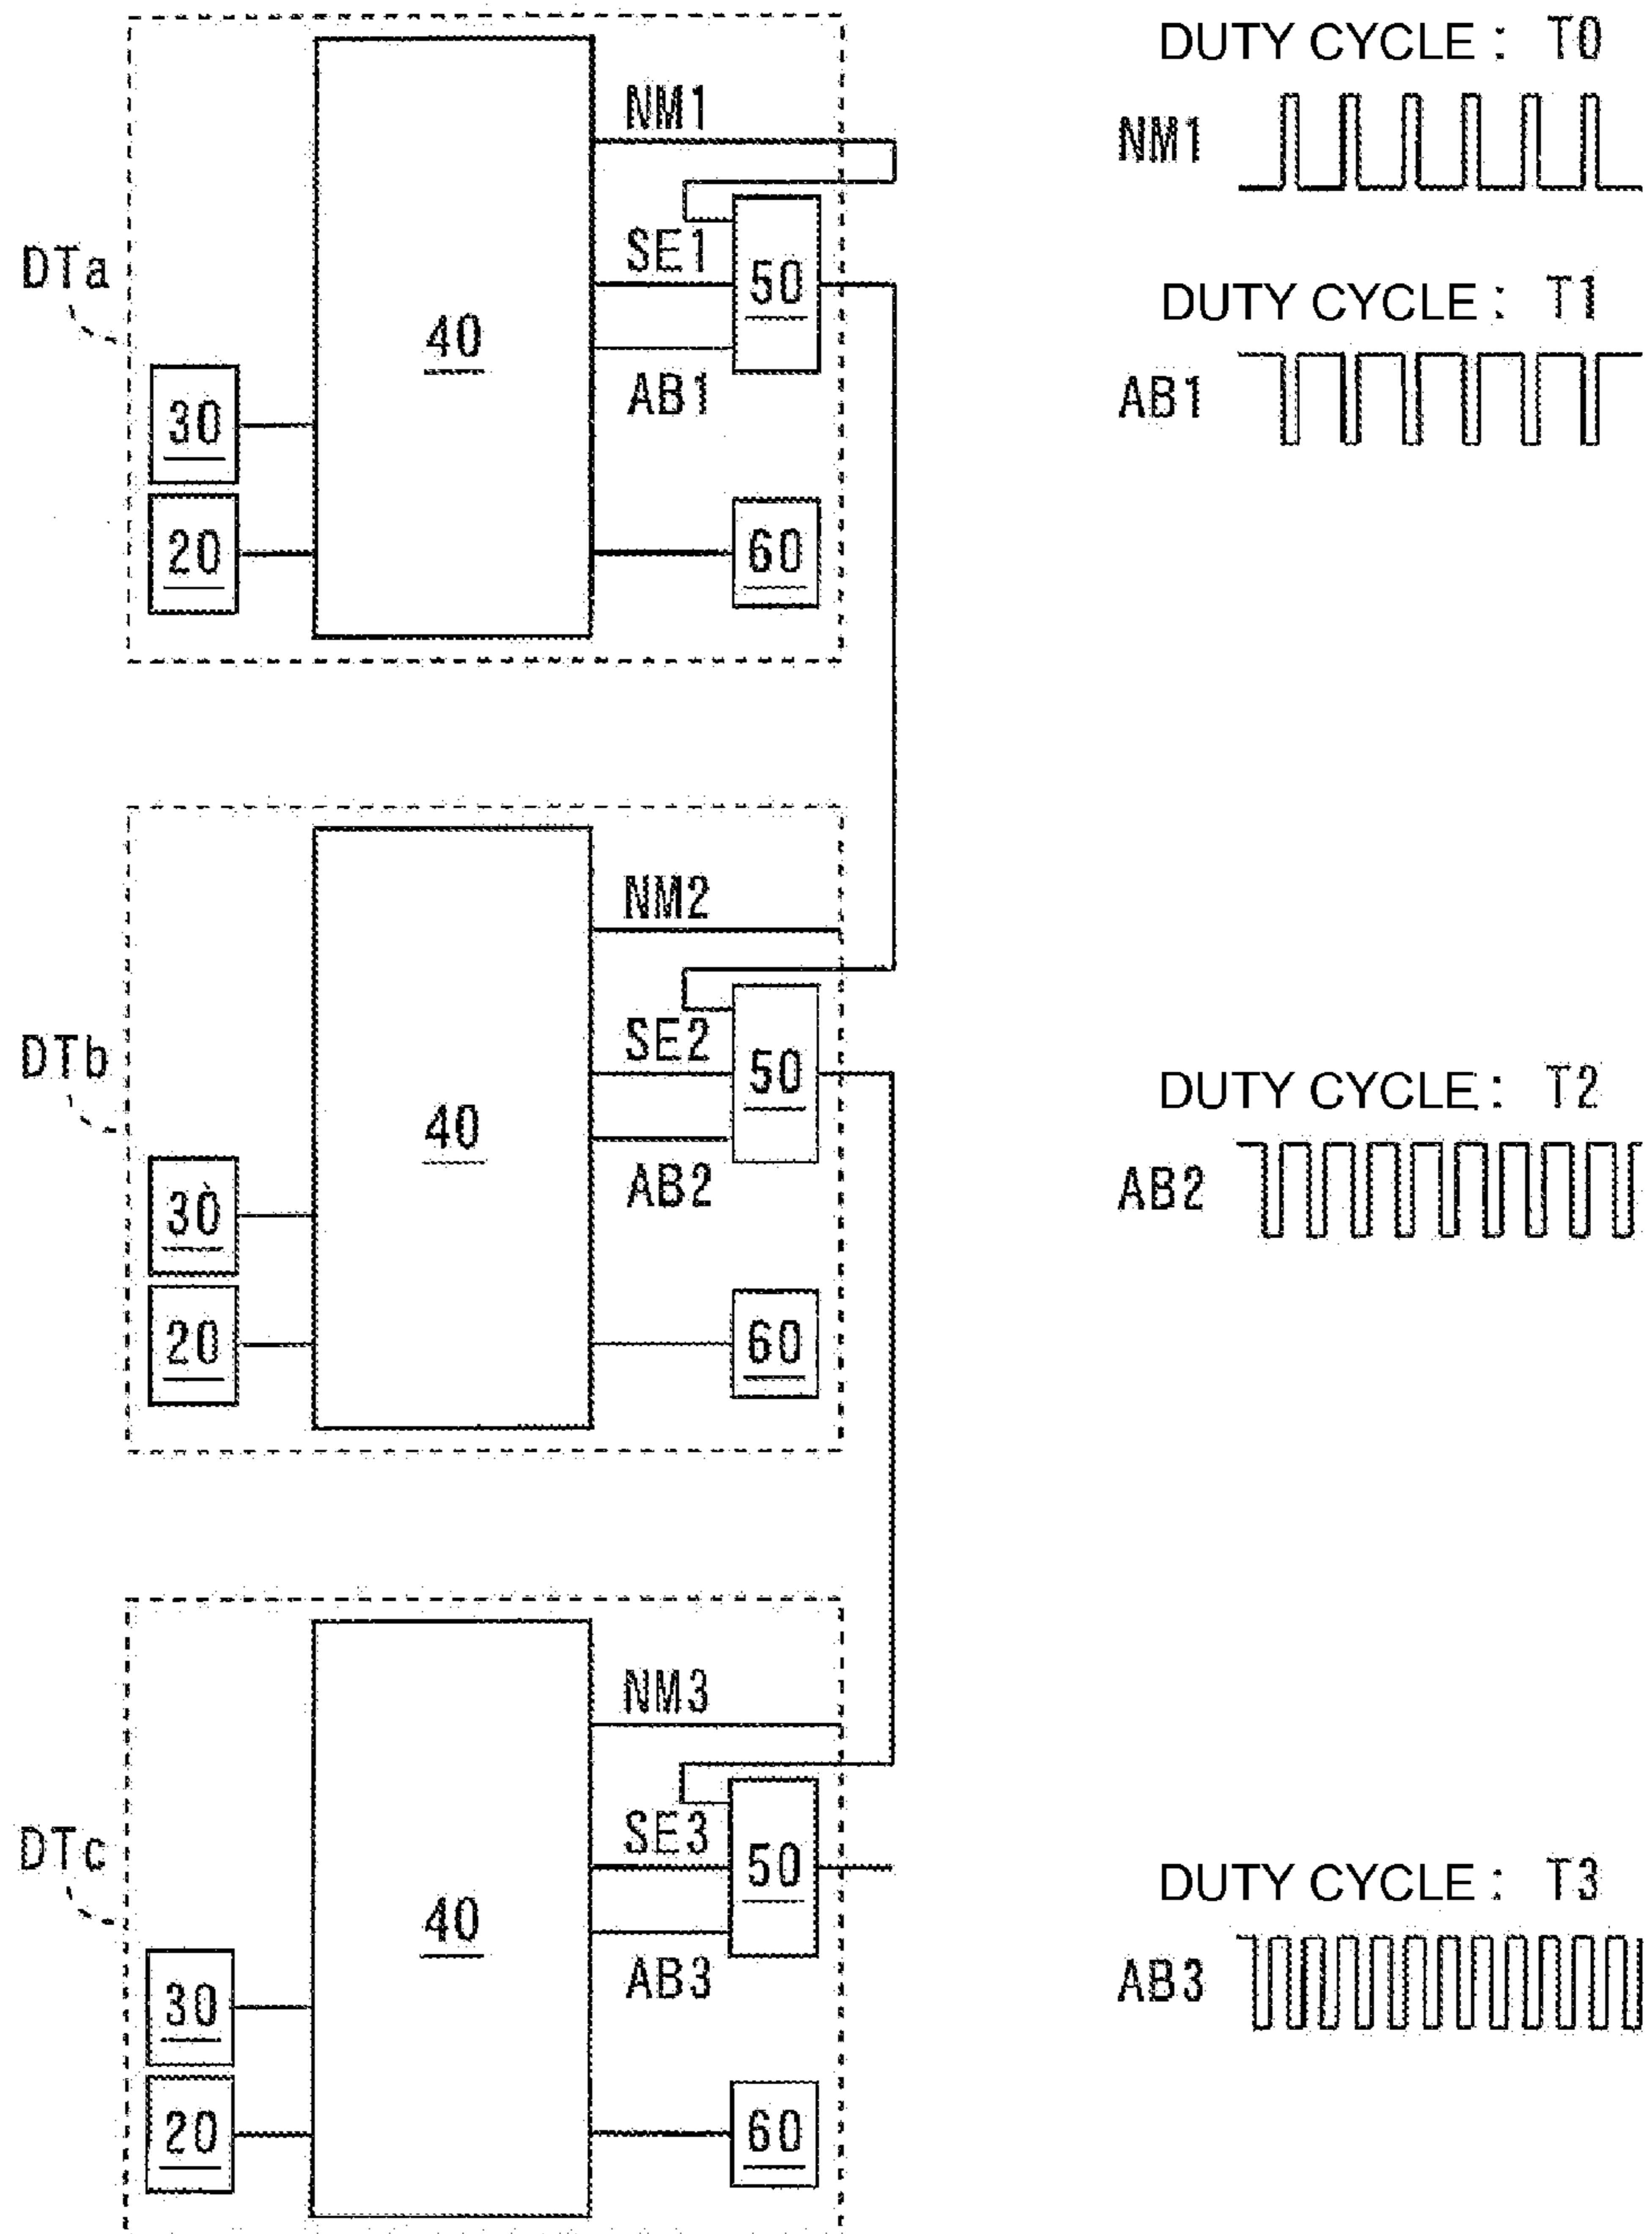 DUTY CYCLE : T0
NM1
NM1
DTa
SE1
50
40
AB1
30
20
60
DUTY CYCLE : T1
AB1
NM2
DTb
SE2
50
40
AB2
30
20
60
DUTY CYCLE : T2
AB2
NM3
DTc
SE3
50
40
AB3
30
20
60
DUTY CYCLE : T3
AB3